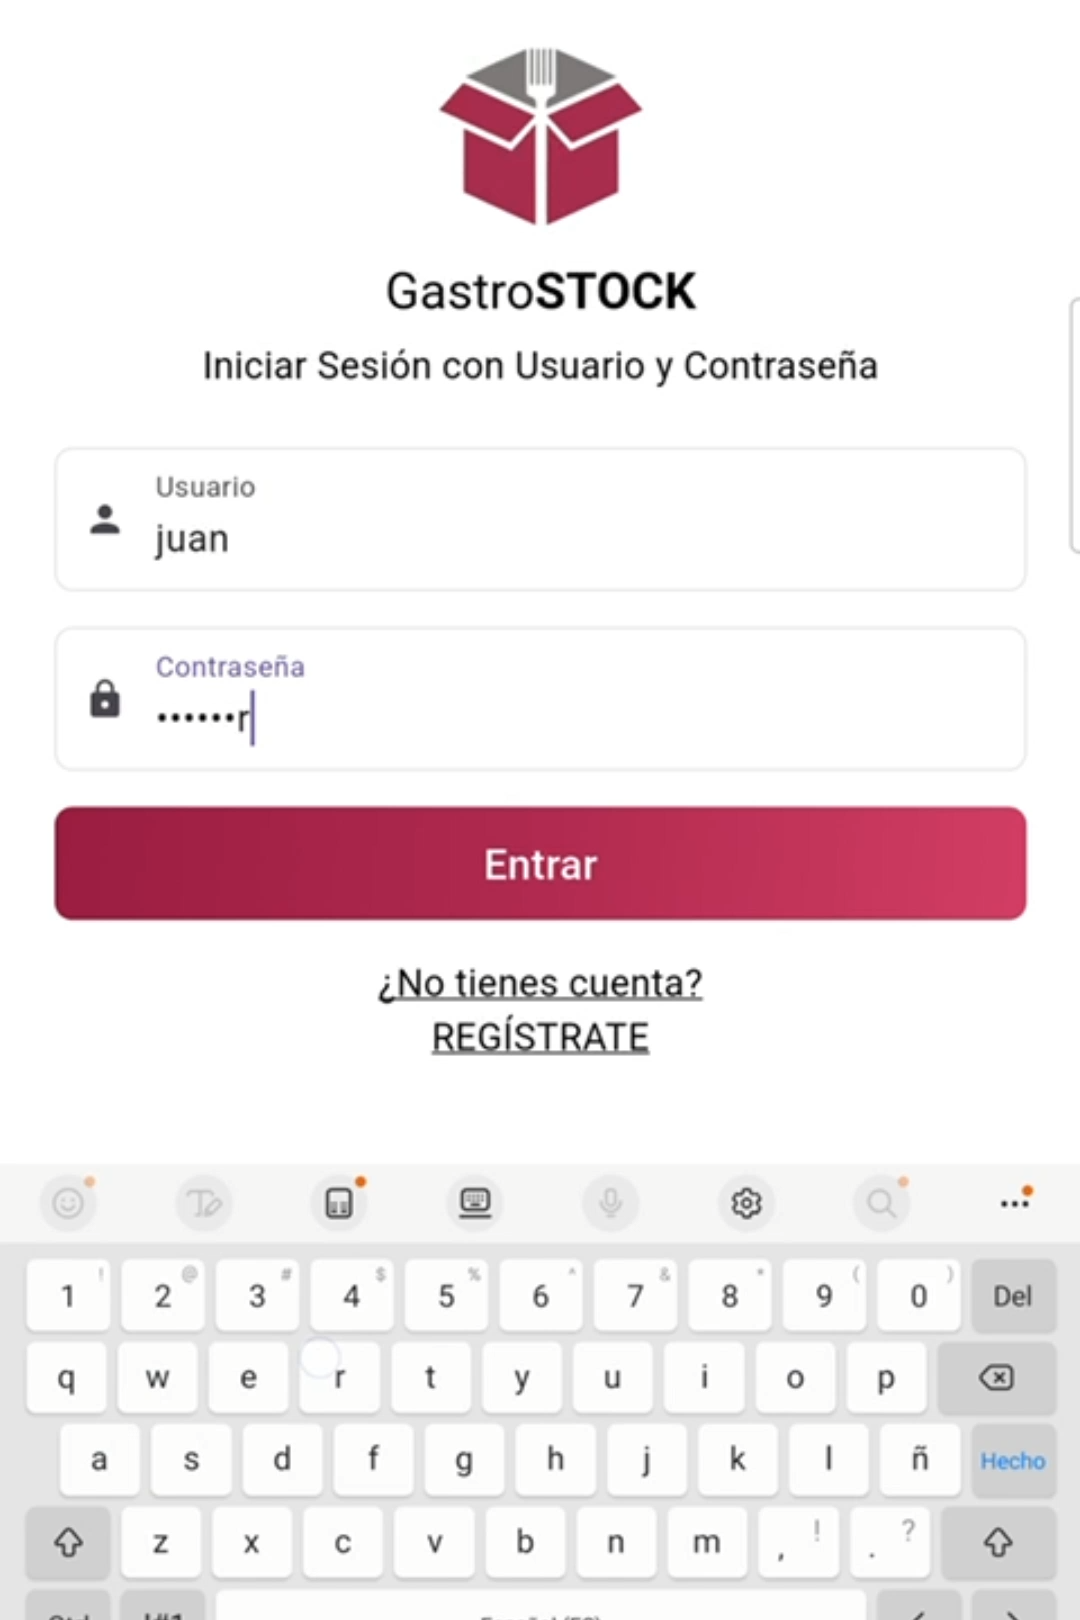 GastroSTOCK
Iniciar Sesión con Usuario y Contraseña
Usuario
juan
Contraseña
••••••r
Entrar
¿No tienes cuenta?
REGÍSTRATE
! @ # $ % ^ & * ( )
1 2 3 4 5 6 7 8 9 0 Del
q w e r t y u i o p
a s d f g h j k l ñ Hecho
z x c v b n m , ! . ?